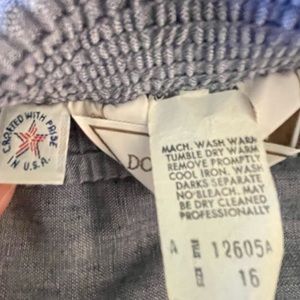 CRAFTED WITH PRIDE
IN U.S.A.
DO
MACH. WASH WARM
TUMBLE DRY WARM
REMOVE PROMPTLY
COOL IRON. WASH
DARKS SEPARATE
NO BLEACH. MAY
BE DRY CLEANED
PROFESSIONALLY
A 12605A
16